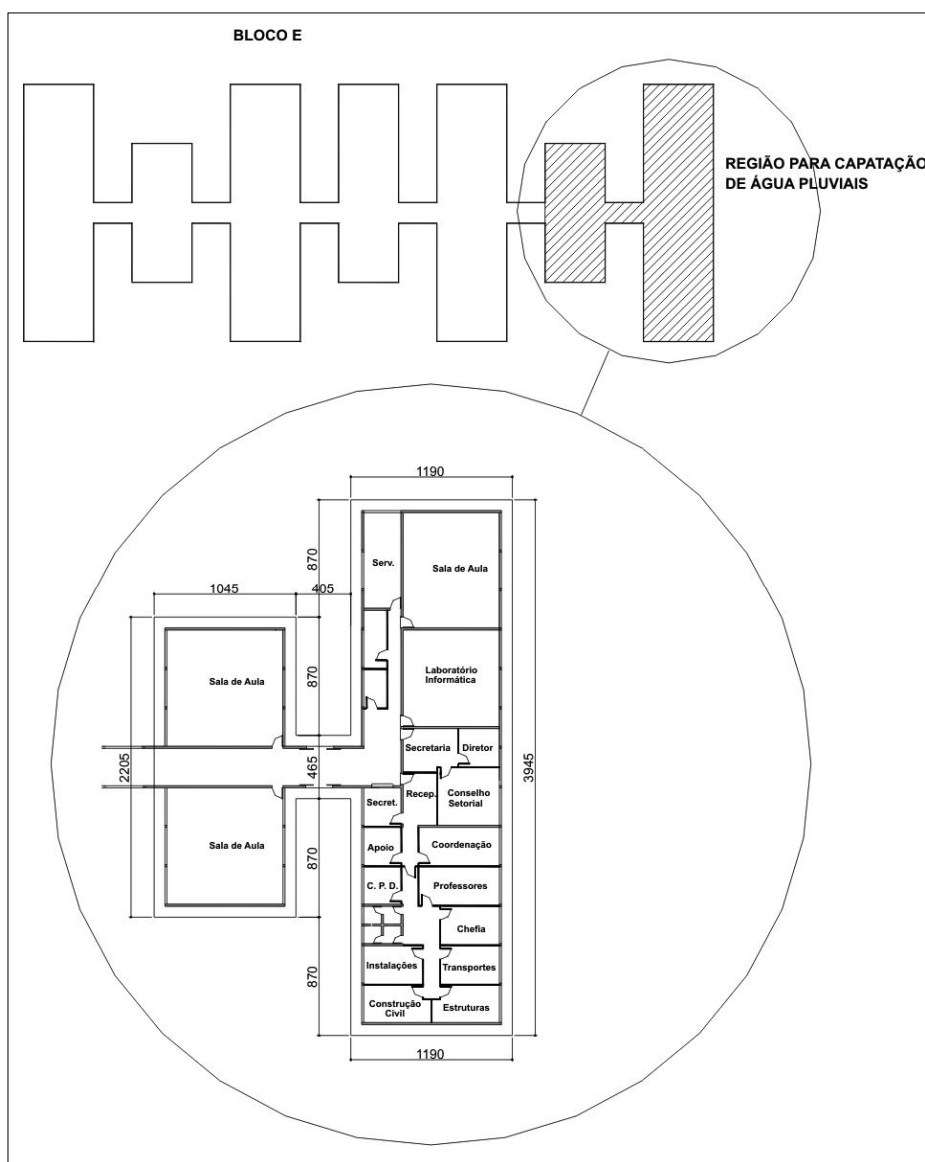 BLOCO E
REGIÃO PARA CAPATAÇÃO
DE ÁGUA PLUVIAIS
1190
870
Serv.
Sala de Aula
1045
405
870
Sala de Aula
Laboratório
Informática
Secretaria
Diretor
2205
465
3945
Recep.
Conselho
Setorial
Secret.
Sala de Aula
870
Apoio
Coordenação
C. P. D.
Professores
Chefia
870
Instalações
Transportes
Construção
Civil
Estruturas
1190